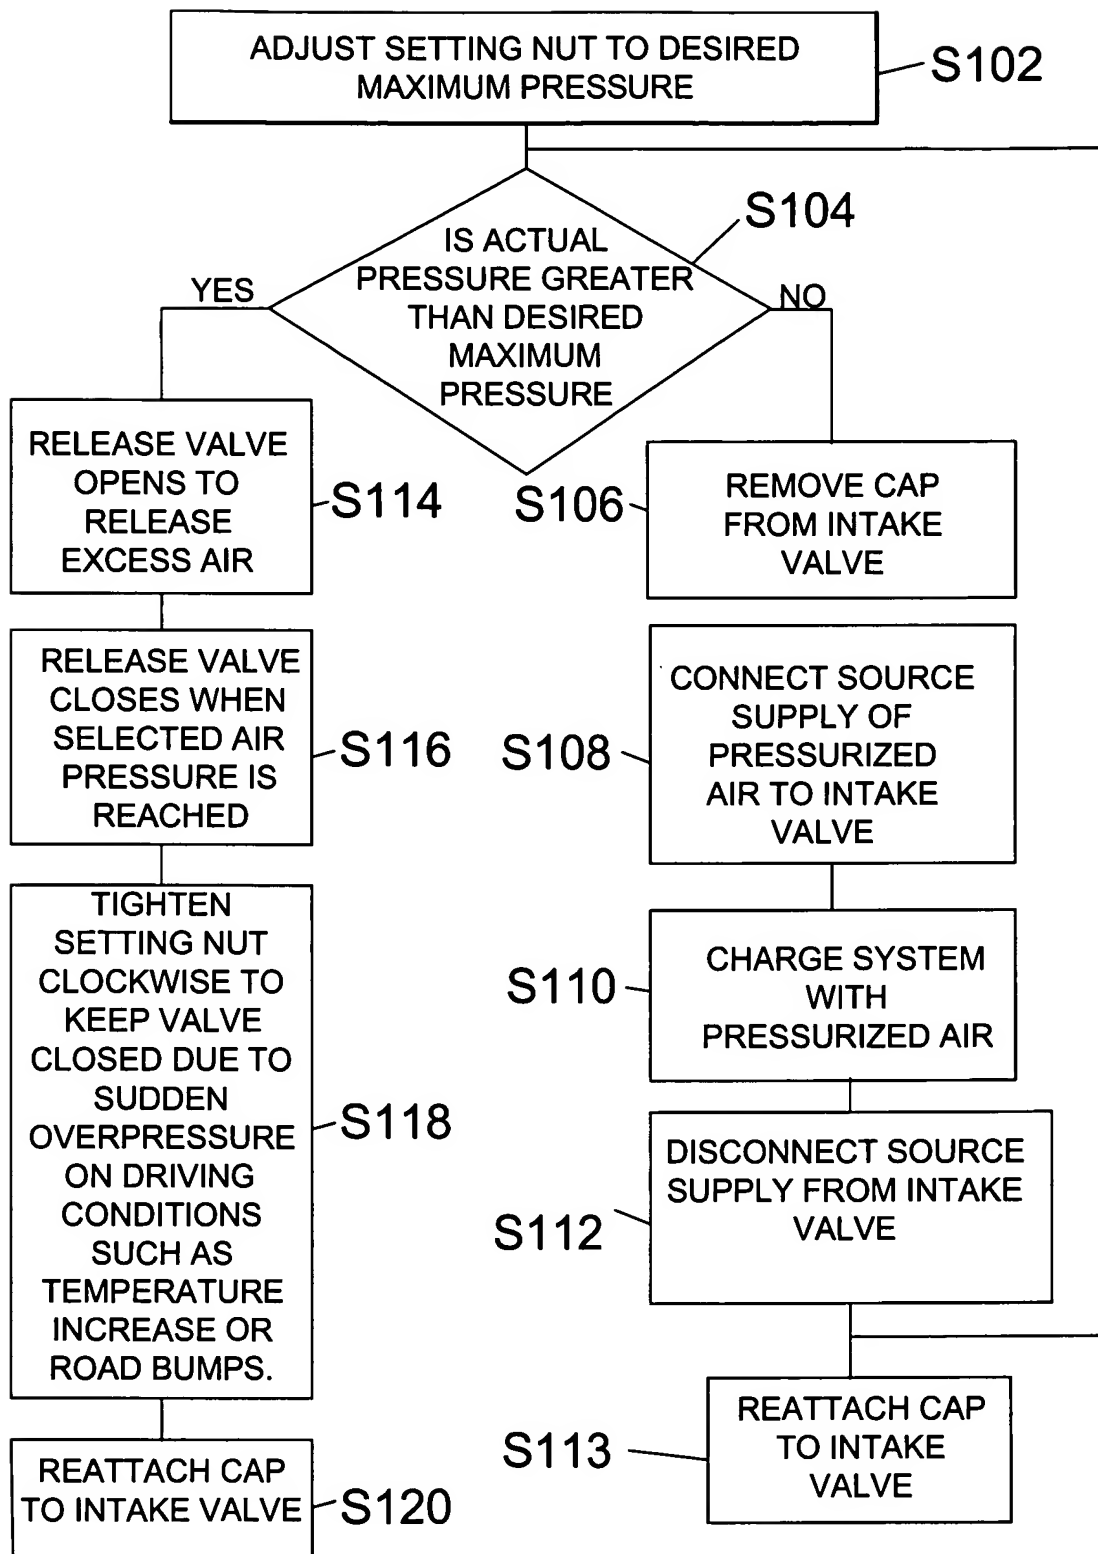 ADJUST SETTING NUT TO DESIRED
MAXIMUM PRESSURE
S102
S104
IS ACTUAL
PRESSURE GREATER
THAN DESIRED
MAXIMUM
PRESSURE
YES
NO
RELEASE VALVE
OPENS TO
RELEASE
EXCESS AIR
S114
S106
REMOVE CAP
FROM INTAKE
VALVE
RELEASE VALVE
CLOSES WHEN
SELECTED AIR
PRESSURE IS
REACHED
S116
S108
CONNECT SOURCE
SUPPLY OF
PRESSURIZED
AIR TO INTAKE
VALVE
TIGHTEN
SETTING NUT
CLOCKWISE TO
KEEP VALVE
CLOSED DUE TO
SUDDEN
OVERPRESSURE
ON DRIVING
CONDITIONS
SUCH AS
TEMPERATURE
INCREASE OR
ROAD BUMPS.
S118
S110
CHARGE SYSTEM
WITH
PRESSURIZED AIR
S112
DISCONNECT SOURCE
SUPPLY FROM INTAKE
VALVE
S113
REATTACH CAP
TO INTAKE
VALVE
REATTACH CAP
TO INTAKE VALVE
S120